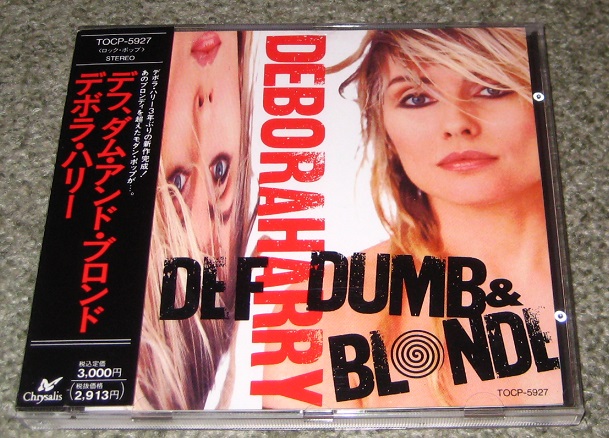 TOCP-5927
〈ロック・ポップ〉
STEREO
デボラ・ハリー3年ぶりの新作完成!
あのブロンディを超えたモダン・ポップが…。
デフ、ダム・アンド・ブロンド
デボラ・ハリー
税込定価
3,000円
(税抜価格
2,913円)
Chrysalis
DEBORAHARRY
DEF DUMB &
BLONDE
TOCP-5927